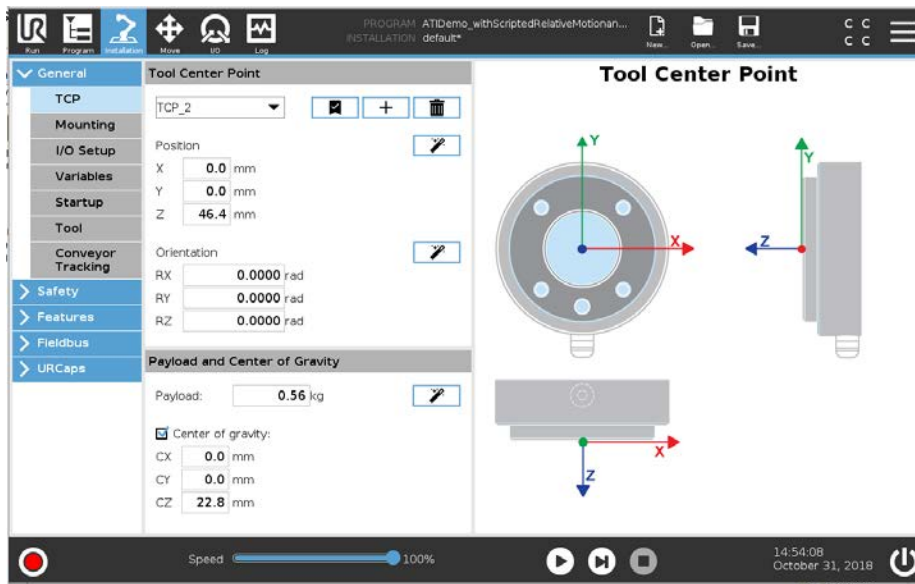 UR
Run
Program
Installation
Move
I/O
Log
PROGRAM ATIDemo_withScriptedRelativeMotionan...
INSTALLATION default*
New...
Open...
Save...
C C
C C
General
TCP
Mounting
I/O Setup
Variables
Startup
Tool
Conveyor
Tracking
Safety
Features
Fieldbus
URCaps
Tool Center Point
TCP_2
Position
X 0.0 mm
Y 0.0 mm
Z 46.4 mm
Orientation
RX 0.0000 rad
RY 0.0000 rad
RZ 0.0000 rad
Payload and Center of Gravity
Payload: 0.56 kg
Center of gravity:
CX 0.0 mm
CY 0.0 mm
CZ 22.8 mm
Tool Center Point
Y
X
Y
Z
X
Z
Speed 100%
14:54:08
October 31, 2018